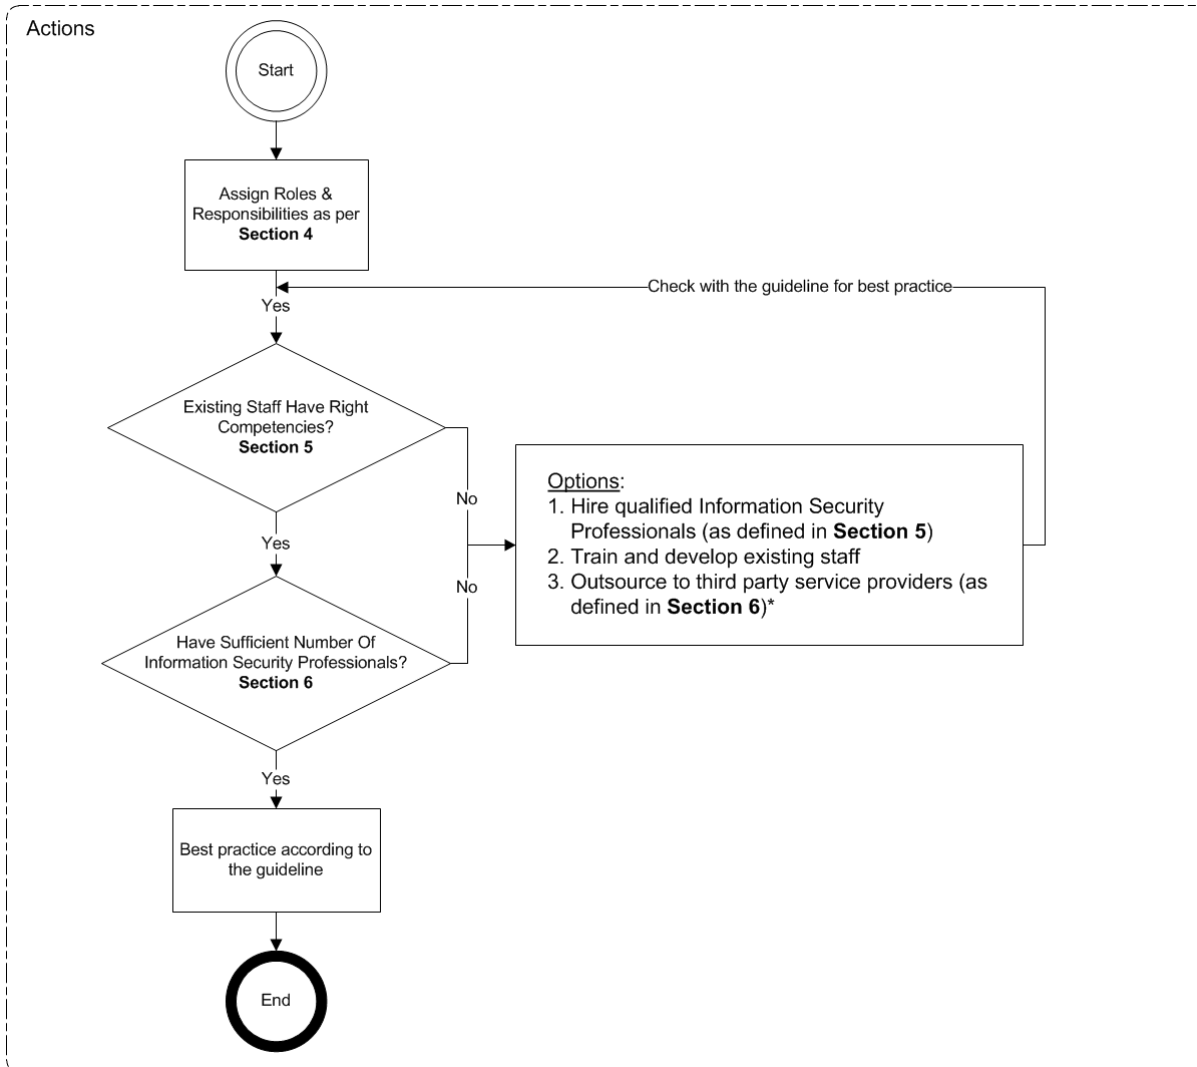 Actions
Start
Assign Roles &
Responsibilities as per
Section 4
Check with the guideline for best practice
Yes
Existing Staff Have Right
Competencies?
Section 5
No
Options:
1. Hire qualified Information Security
Professionals (as defined in Section 5)
2. Train and develop existing staff
3. Outsource to third party service providers (as
defined in Section 6)*
Yes
No
Have Sufficient Number Of
Information Security Professionals?
Section 6
Yes
Best practice according to
the guideline
End